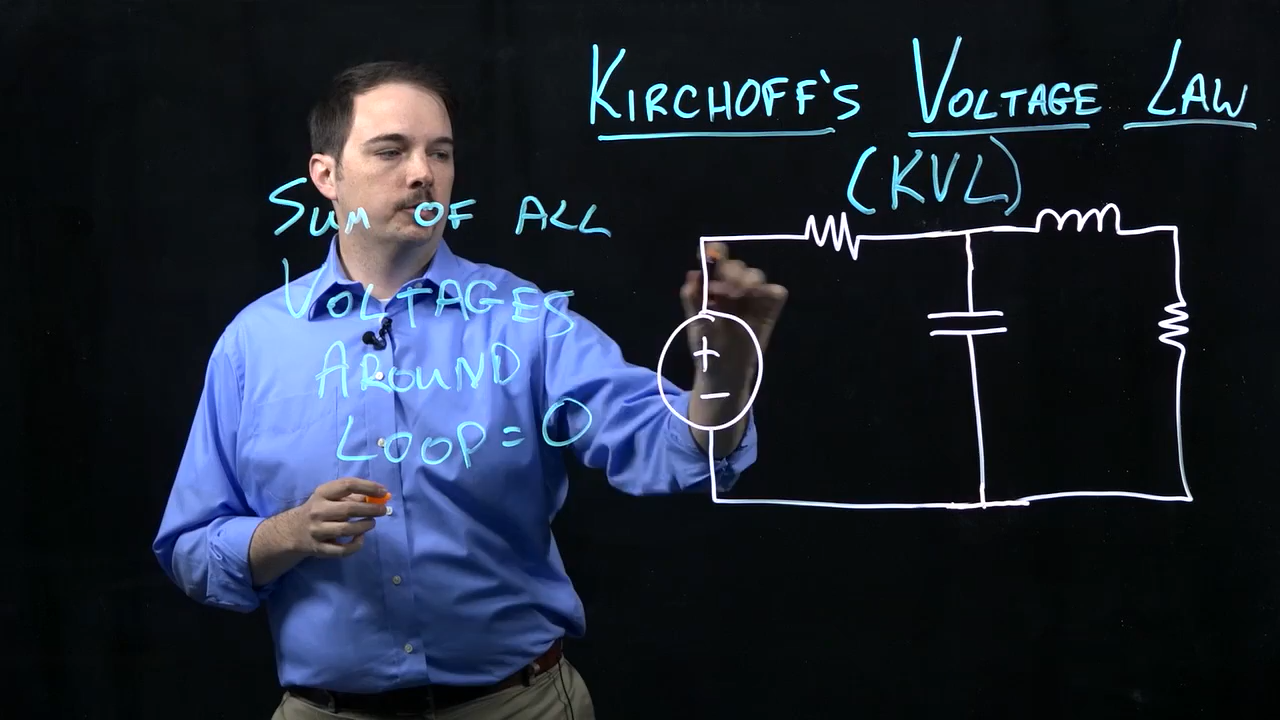 KIRCHOFF'S VOLTAGE LAW
(KVL)
SUM OF ALL
VOLTAGES
AROUND
LOOP = 0
+
−